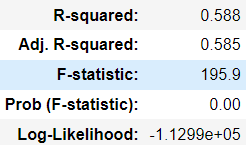 R-squared: 0.588
Adj. R-squared: 0.585
F-statistic: 195.9
Prob (F-statistic): 0.00
Log-Likelihood: -1.1299e+05